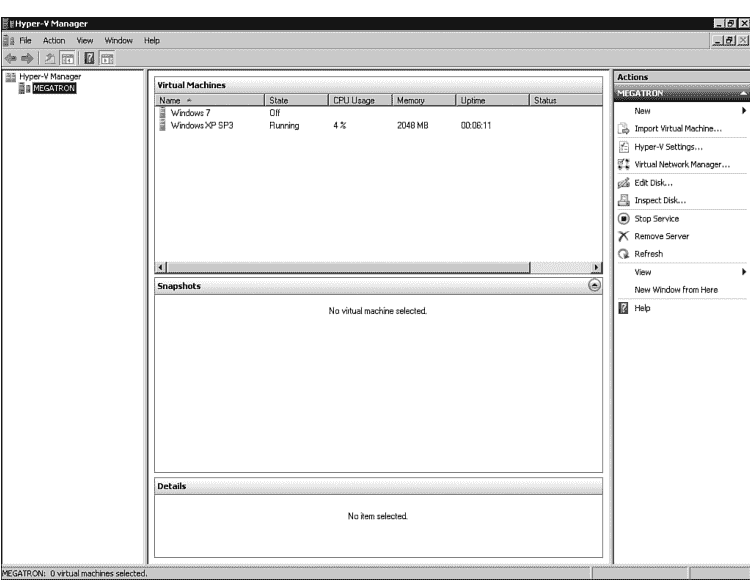 Hyper-V Manager
File Action View Window Help
Hyper-V Manager
MEGATRON
Virtual Machines
Name State CPU Usage Memory Uptime Status
Windows 7 Off
Windows XP SP3 Running 4 % 2048 MB 00:06:11
Snapshots
No virtual machine selected.
Details
No item selected.
Actions
MEGATRON
New
Import Virtual Machine...
Hyper-V Settings...
Virtual Network Manager...
Edit Disk...
Inspect Disk...
Stop Service
Remove Server
Refresh
View
New Window from Here
Help
MEGATRON: 0 virtual machines selected.